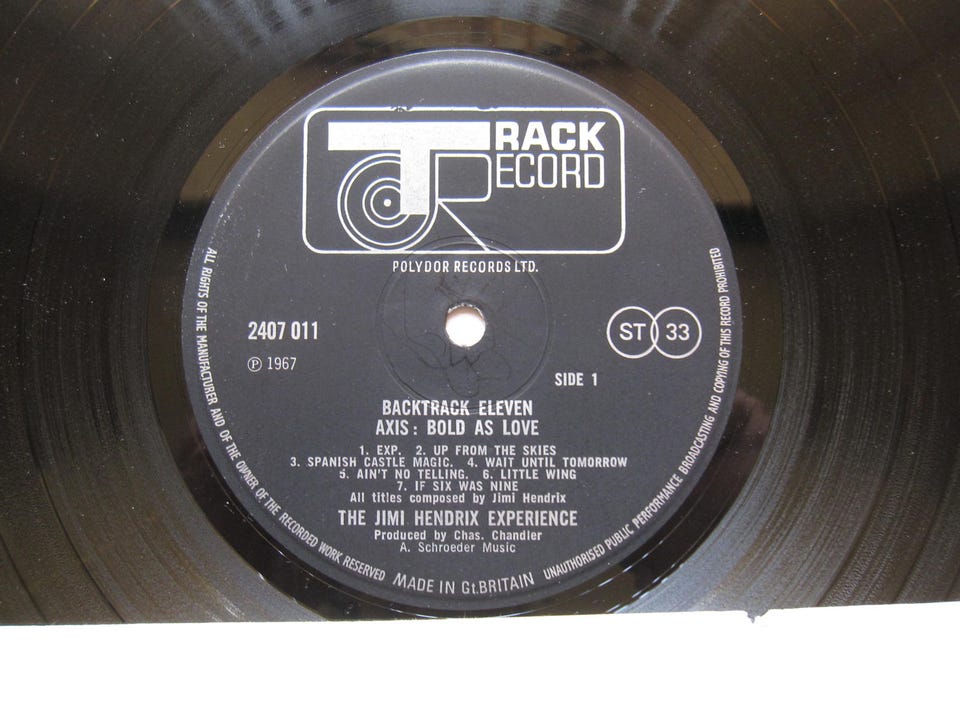 TRACK
RECORD
POLYDOR RECORDS LTD.
2407 011
ST 33
℗ 1967
SIDE 1
BACKTRACK ELEVEN
AXIS : BOLD AS LOVE
1. EXP. 2. UP FROM THE SKIES
3. SPANISH CASTLE MAGIC. 4. WAIT UNTIL TOMORROW
5. AIN'T NO TELLING. 6. LITTLE WING
7. IF SIX WAS NINE
All titles composed by Jimi Hendrix
THE JIMI HENDRIX EXPERIENCE
Produced by Chas. Chandler
A. Schroeder Music
ALL RIGHTS OF THE MANUFACTURER AND OF THE OWNER OF THE RECORDED WORK RESERVED
MADE IN Gt.BRITAIN
UNAUTHORISED PUBLIC PERFORMANCE BROADCASTING AND COPYING OF THIS RECORD PROHIBITED